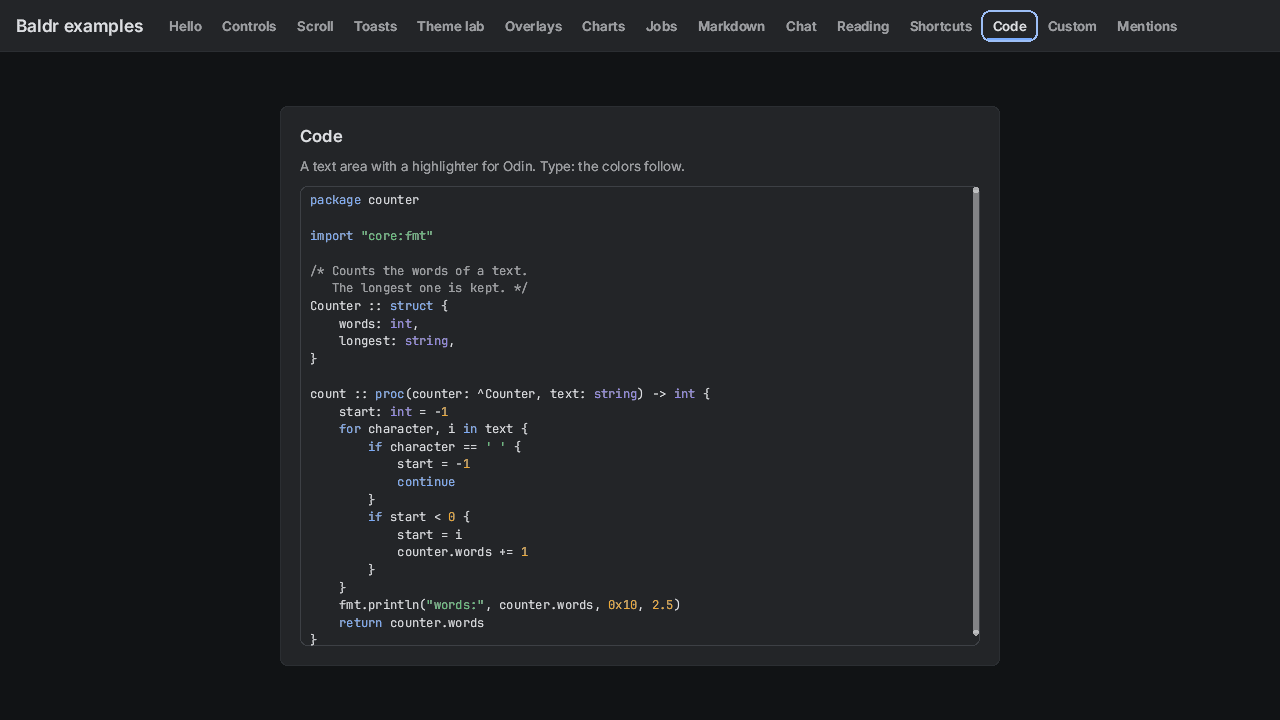 Baldr examples Hello Controls Scroll Toasts Theme lab Overlays Charts Jobs Markdown Chat Reading Shortcuts Code Custom Mentions
Code
A text area with a highlighter for Odin. Type: the colors follow.
package counter

import "core:fmt"

/* Counts the words of a text.
   The longest one is kept. */
Counter :: struct {
    words: int,
    longest: string,
}

count :: proc(counter: ^Counter, text: string) -> int {
    start: int = -1
    for character, i in text {
        if character == ' ' {
            start = -1
            continue
        }
        if start < 0 {
            start = i
            counter.words += 1
        }
    }
    fmt.println("words:", counter.words, 0x10, 2.5)
    return counter.words
}